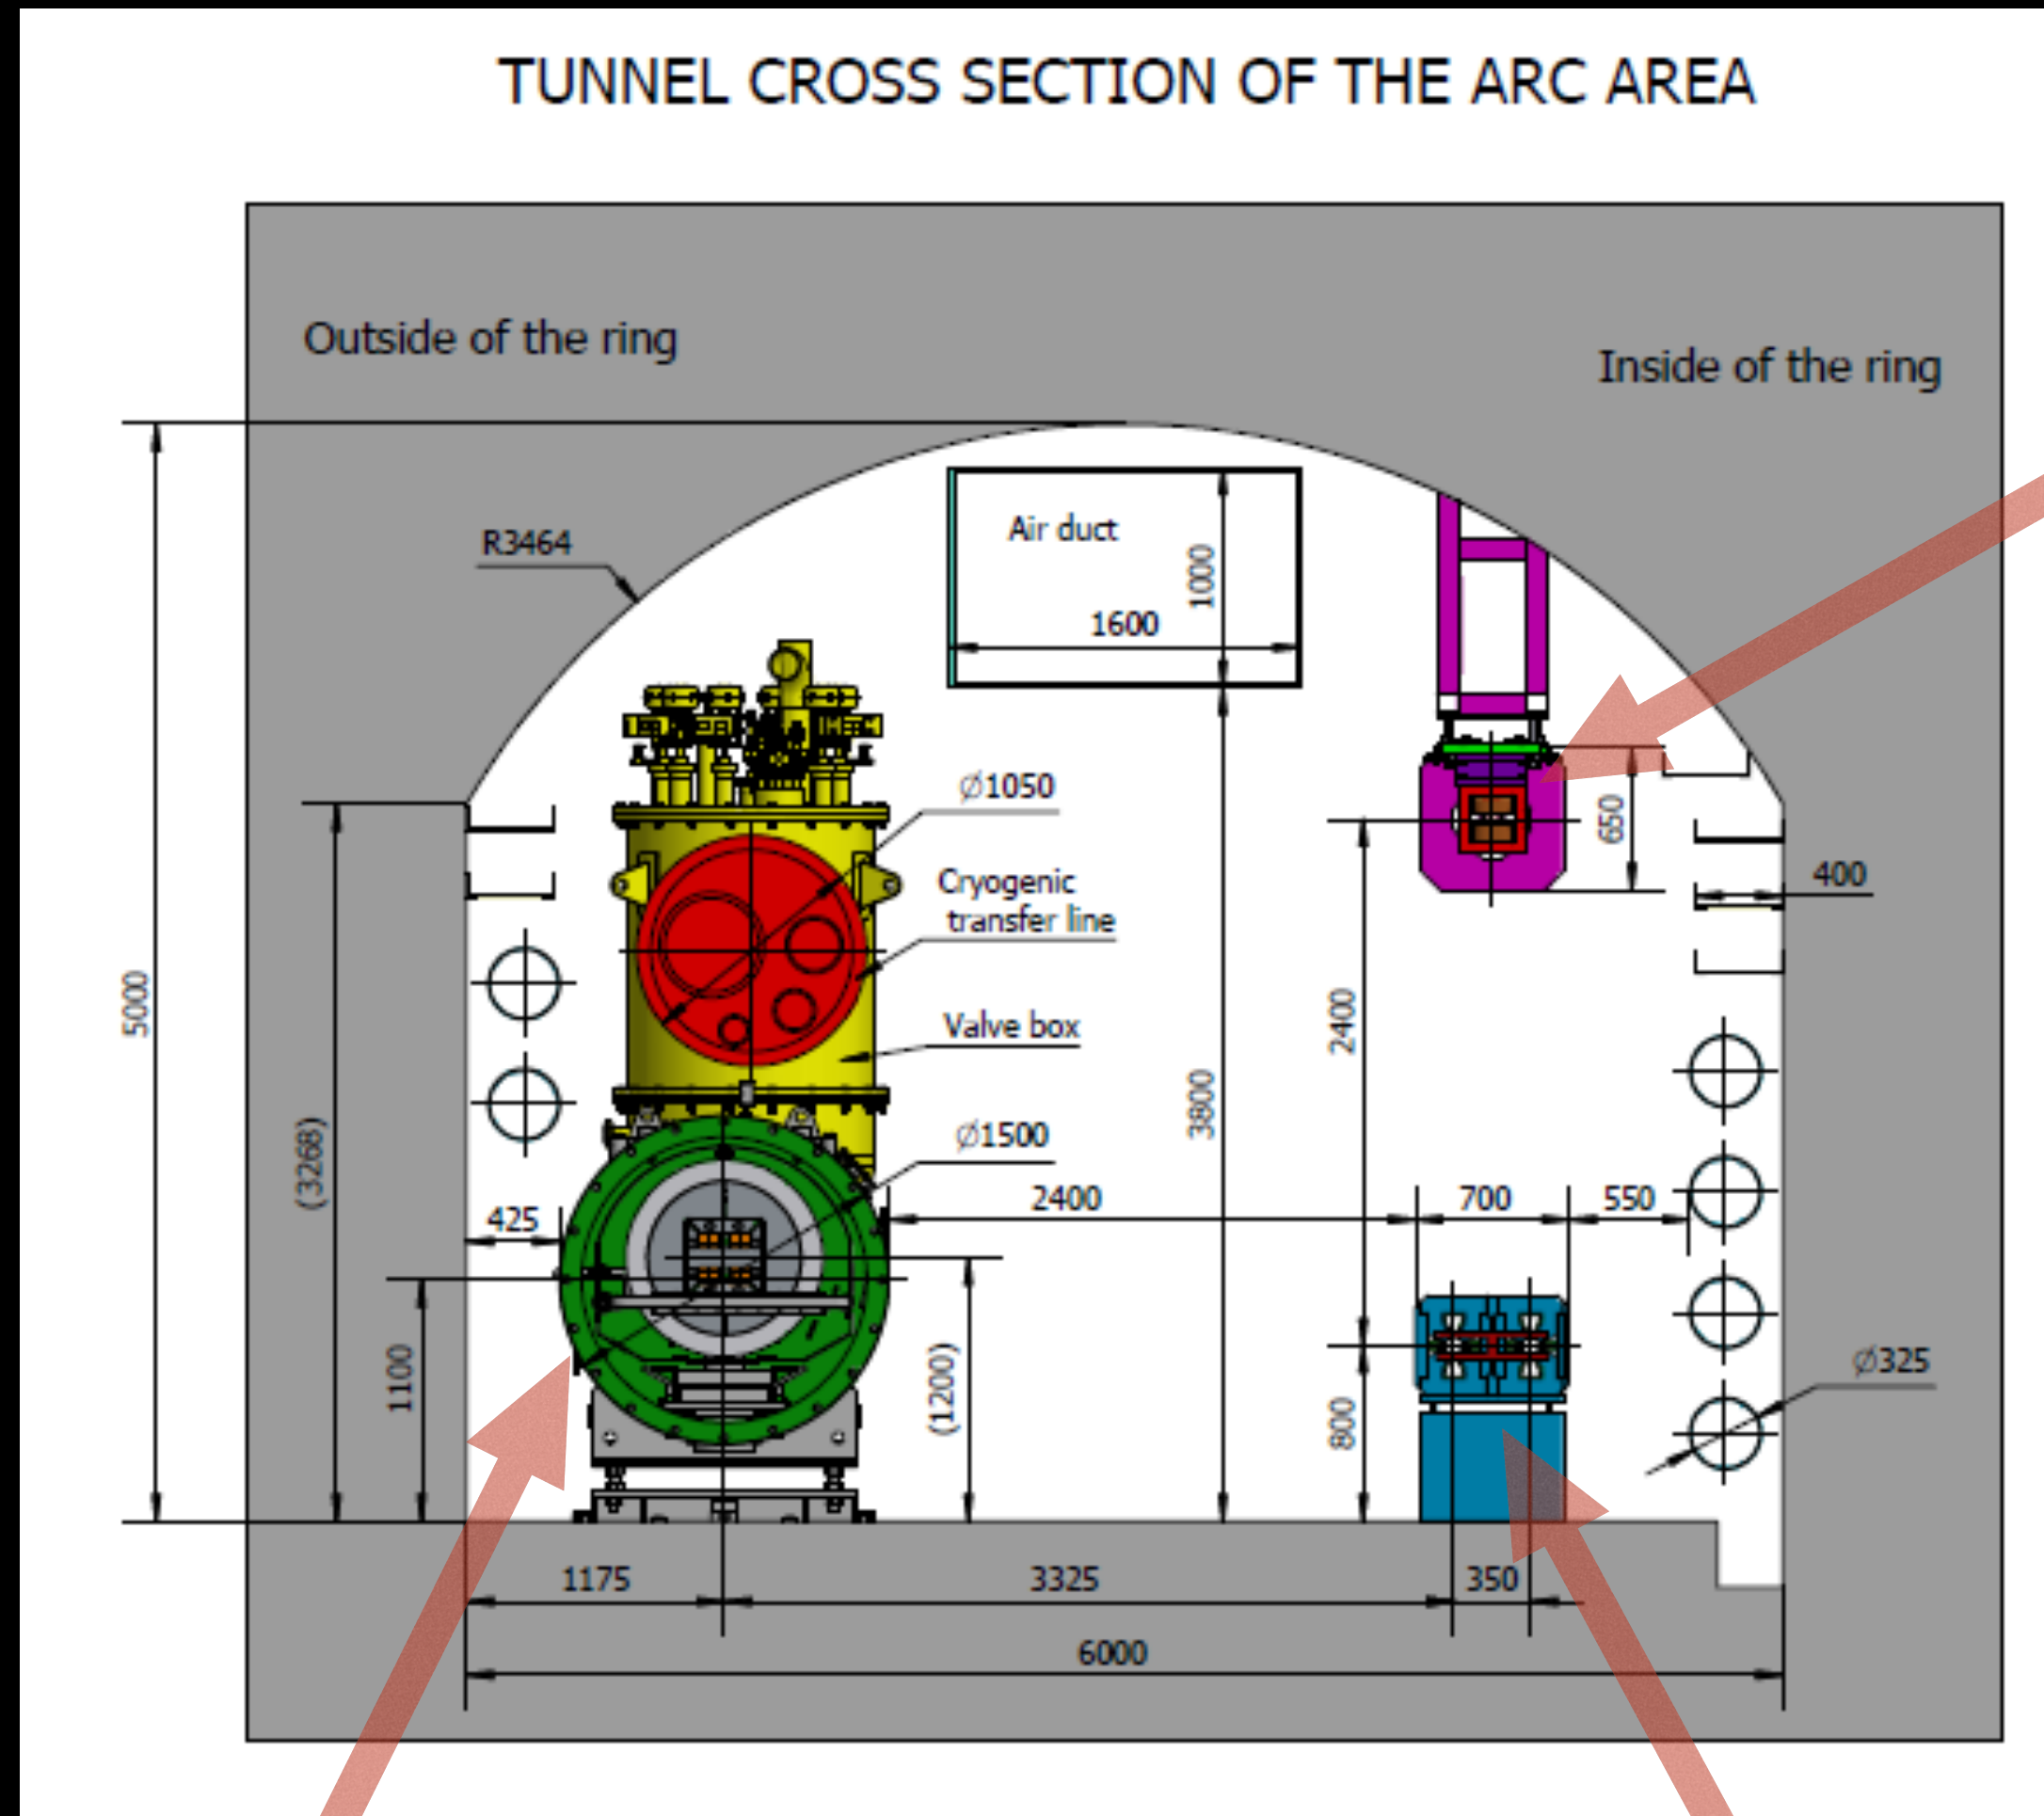 TUNNEL CROSS SECTION OF THE ARC AREA
Outside of the ring
Inside of the ring
R3464
Air duct
1000
1600
Ø1050
650
Cryogenic
transfer line
400
5000
2400
Valve box
3800
(3268)
Ø1500
425
2400
700
550
1100
(1200)
800
Ø325
1175
3325
350
6000